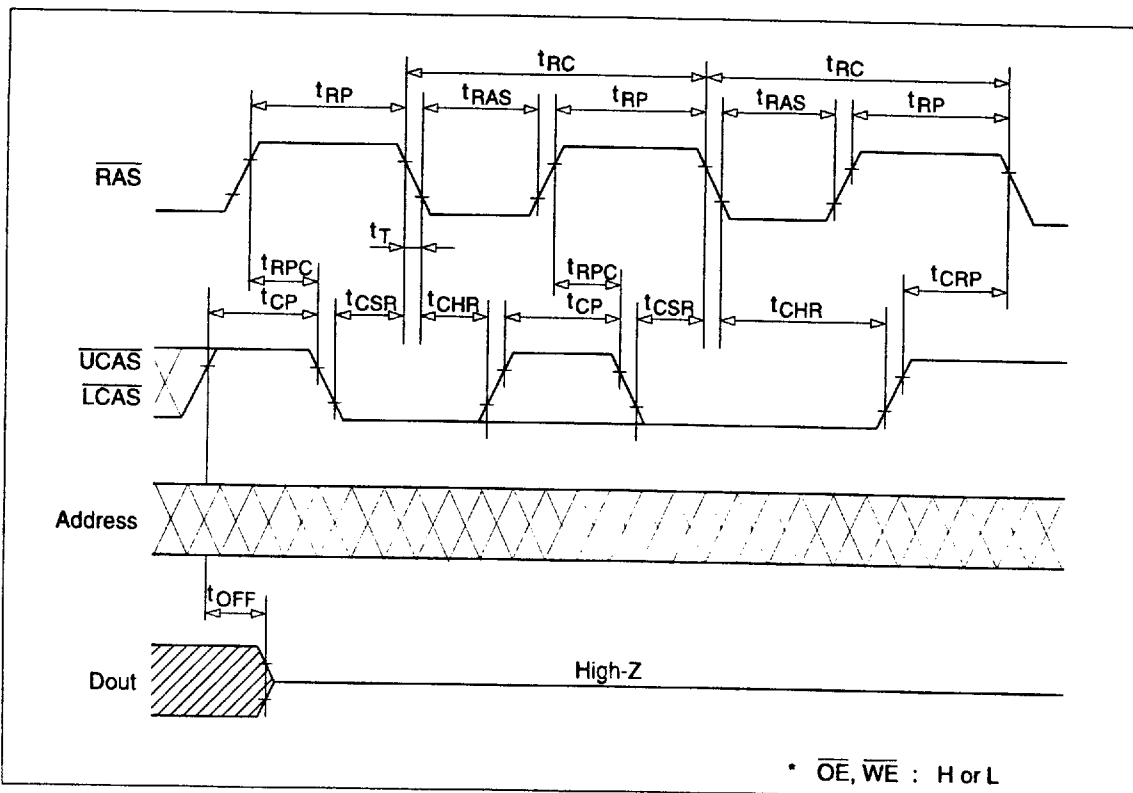 tRC tRC
tRP tRAS tRP tRAS tRP
RAS
tT
tRPC tRPC tCRP
tCP tCSR tCHR tCP tCSR tCHR
UCAS
LCAS
Address
tOFF
Dout High-Z
* OE, WE : H or L